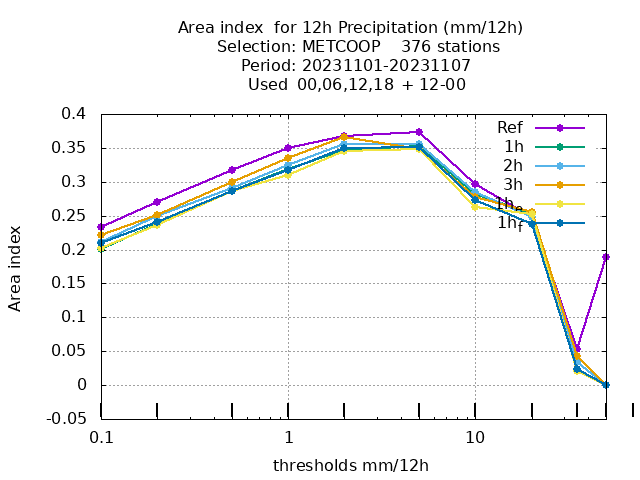 Area index  for 12h Precipitation (mm/12h)
Selection: METCOOP    376 stations
Period: 20231101-20231107
Used  00,06,12,18 + 12-00
0.4
0.35
0.3
0.25
0.2
0.15
0.1
0.05
0
-0.05
Area index
Ref
1h
2h
3h
1he
1hf
0.1
1
10
thresholds mm/12h